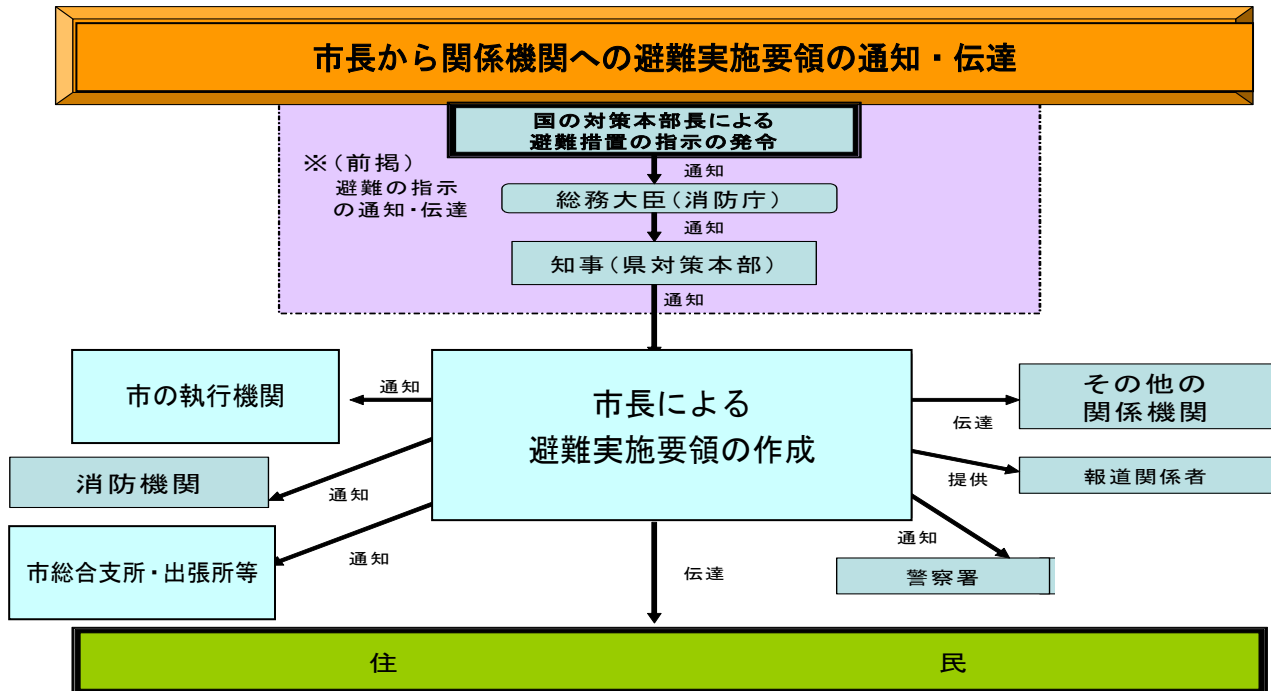 市長から関係機関への避難実施要領の通知・伝達
国の対策本部長による
避難措置の指示の発令
※(前掲)
避難の指示
の通知・伝達
通知
総務大臣(消防庁)
通知
知事(県対策本部)
通知
市の執行機関
通知
市長による
避難実施要領の作成
伝達
その他の
関係機関
消防機関
通知
提供
報道関係者
市総合支所・出張所等
通知
伝達
通知
警察署
住民